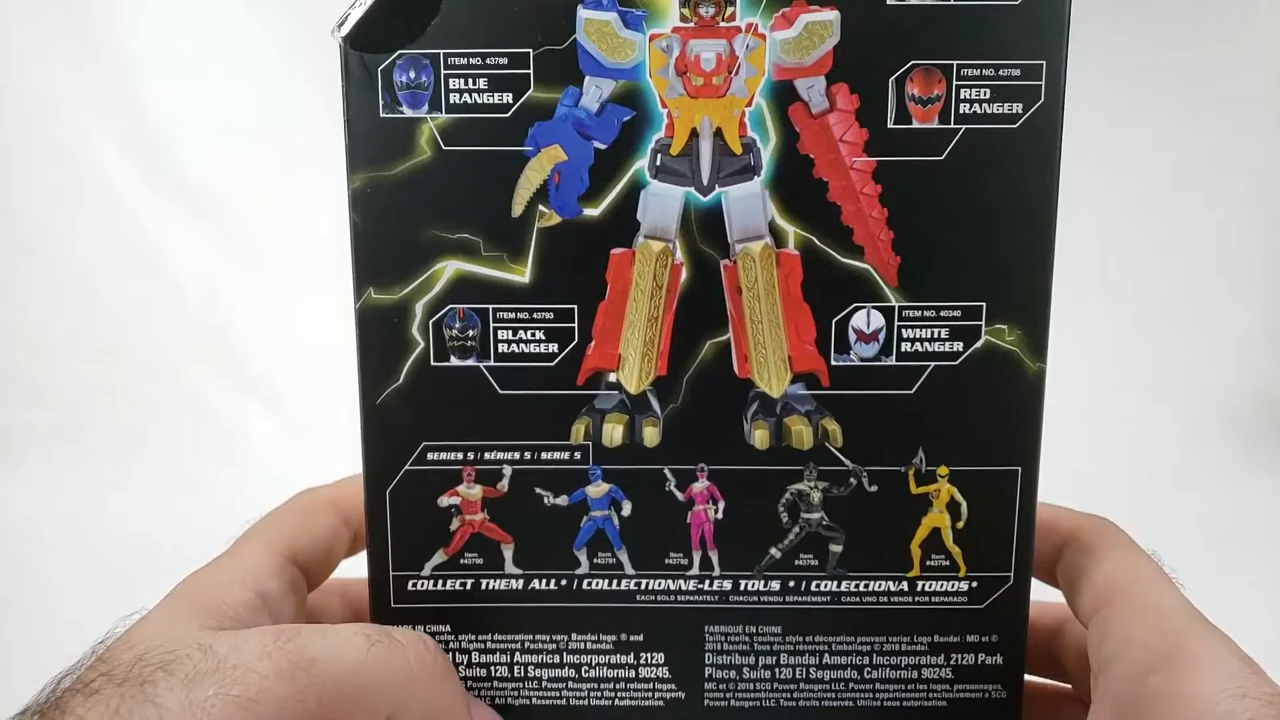 ITEM NO. 43789
BLUE
RANGER
ITEM NO. 43788
RED
RANGER
ITEM NO. 43793
BLACK
RANGER
ITEM NO. 40340
WHITE
RANGER
SERIES 5 / SÉRIES 5 / SERIE 5
Item
#43790
Item
#43791
Item
#43792
Item
#43793
Item
#43794
COLLECT THEM ALL* / COLLECTIONNE-LES TOUS * / COLECCIONA TODOS*
EACH SOLD SEPARATELY · CHACUN VENDU SÉPARÉMENT · CADA UNO DE VENDE POR SEPARADO
IN CHINA
color, style and decoration may vary. Bandai logo: ® and
All Rights Reserved. Package © 2018 Bandai.
by Bandai America Incorporated, 2120
Suite 120, El Segundo, California 90245.
Power Rangers LLC. Power Rangers and all related logos,
and distinctive likenesses thereof are the exclusive property
All Rights Reserved. Used Under Authorization.
FABRIQUÉ EN CHINE
Taille réelle, couleur, style et décoration pouvant varier. Logo Bandai : MD et ©
2018 Bandai. Tous droits réservés. Emballage © 2018 Bandai.
Distribué par Bandai America Incorporated, 2120 Park
Place, Suite 120 El Segundo, California 90245.
MC et © 2018 SCG Power Rangers LLC. Power Rangers et les logos, personnages,
noms et ressemblances distinctives connexes appartiennent exclusivement à SCG
Power Rangers LLC. Tous droits réservés. Utilisé sous autorisation.